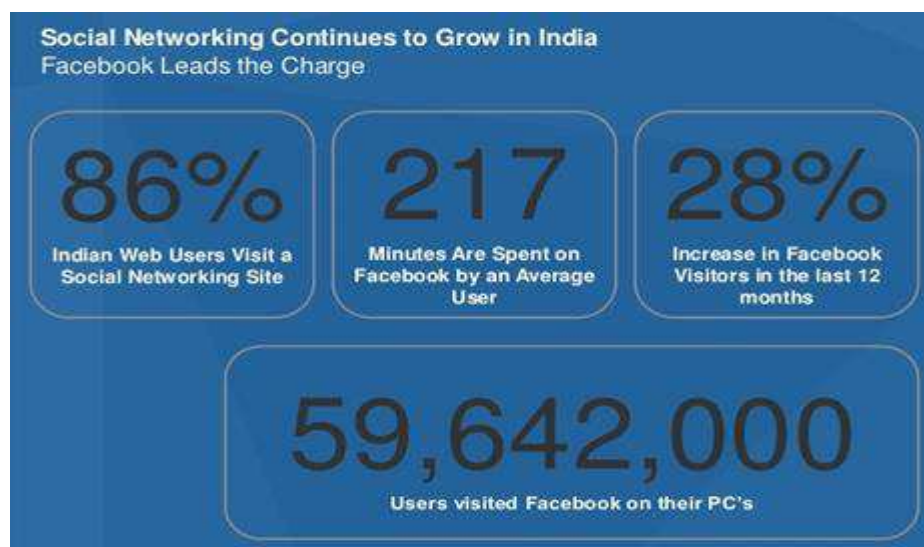 Social Networking Continues to Grow in India
Facebook Leads the Charge
86%
Indian Web Users Visit a
Social Networking Site
217
Minutes Are Spent on
Facebook by an Average
User
28%
Increase in Facebook
Visitors in the last 12
months
59,642,000
Users visited Facebook on their PC's